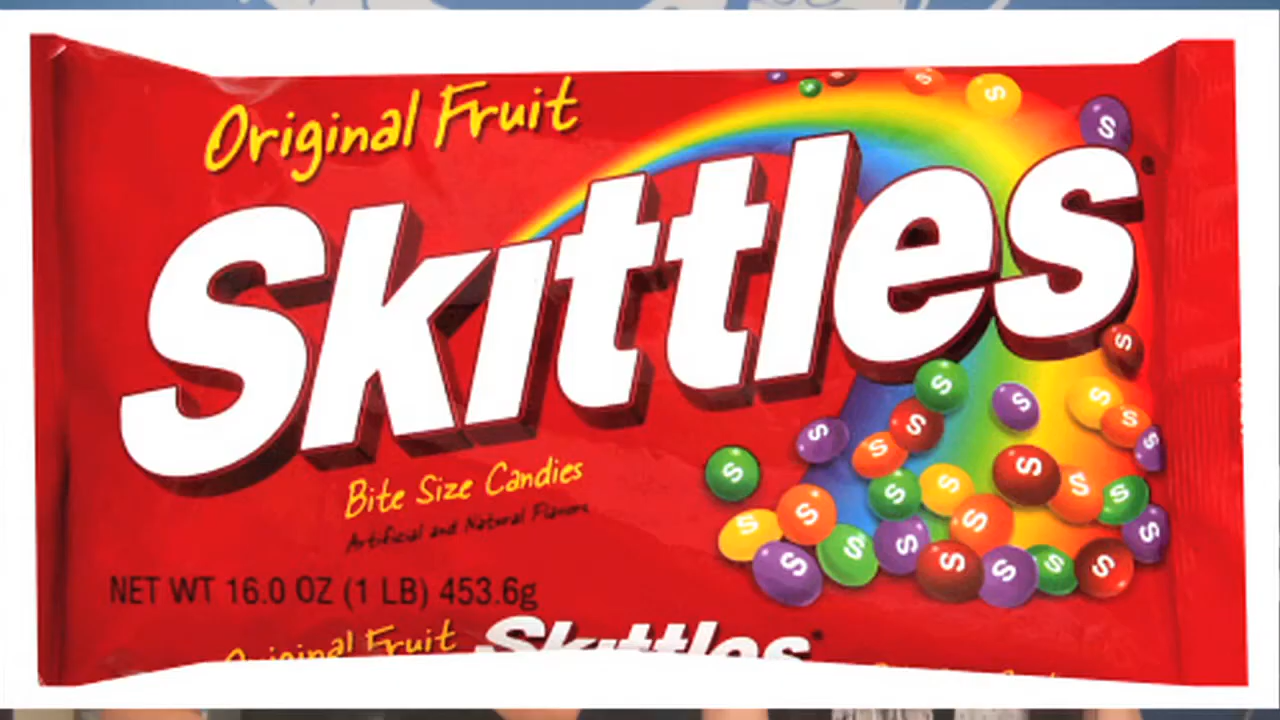 Original Fruit
Skittles
Bite Size Candies
Artificial and Natural Flavors
NET WT 16.0 OZ (1 LB) 453.6g
Original Fruit Skittles